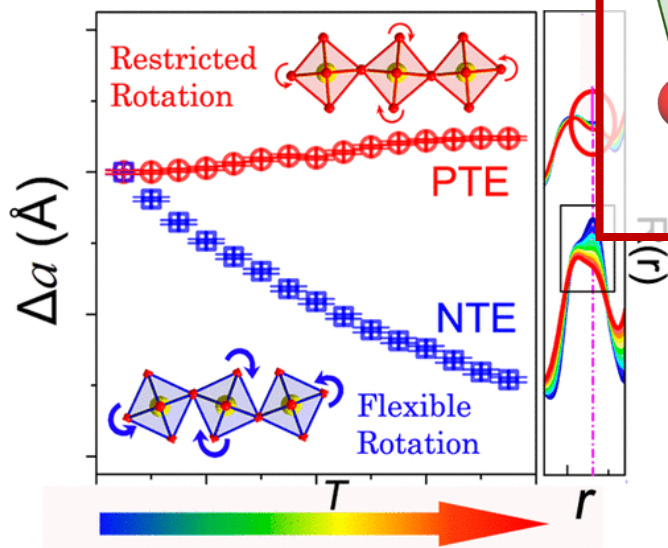 Restricted
Rotation
PTE
Δa (Å)
NTE
Flexible
Rotation
T
r
(r)